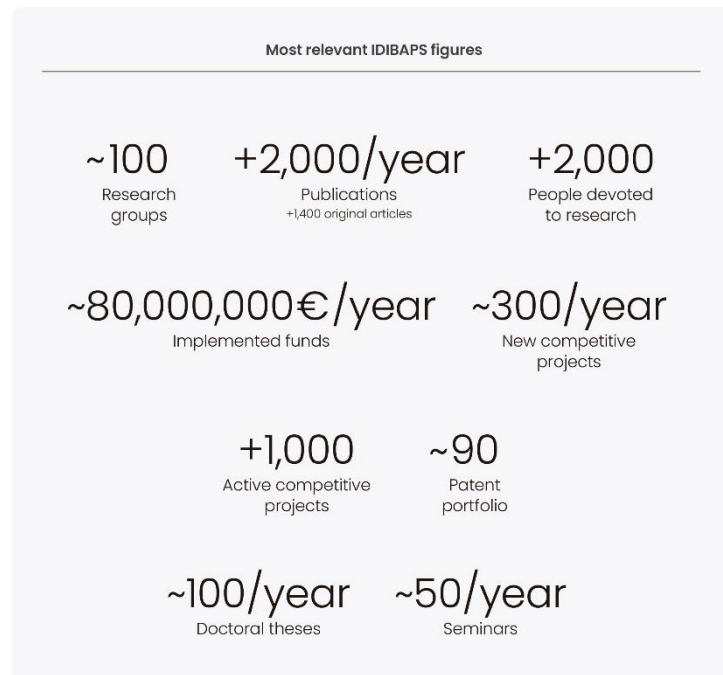 Most relevant IDIBAPS figures
~100
Research
groups
+2,000/year
Publications
+1,400 original articles
+2,000
People devoted
to research
~80,000,000€/year
Implemented funds
~300/year
New competitive
projects
+1,000
Active competitive
projects
~90
Patent
portfolio
~100/year
Doctoral theses
~50/year
Seminars